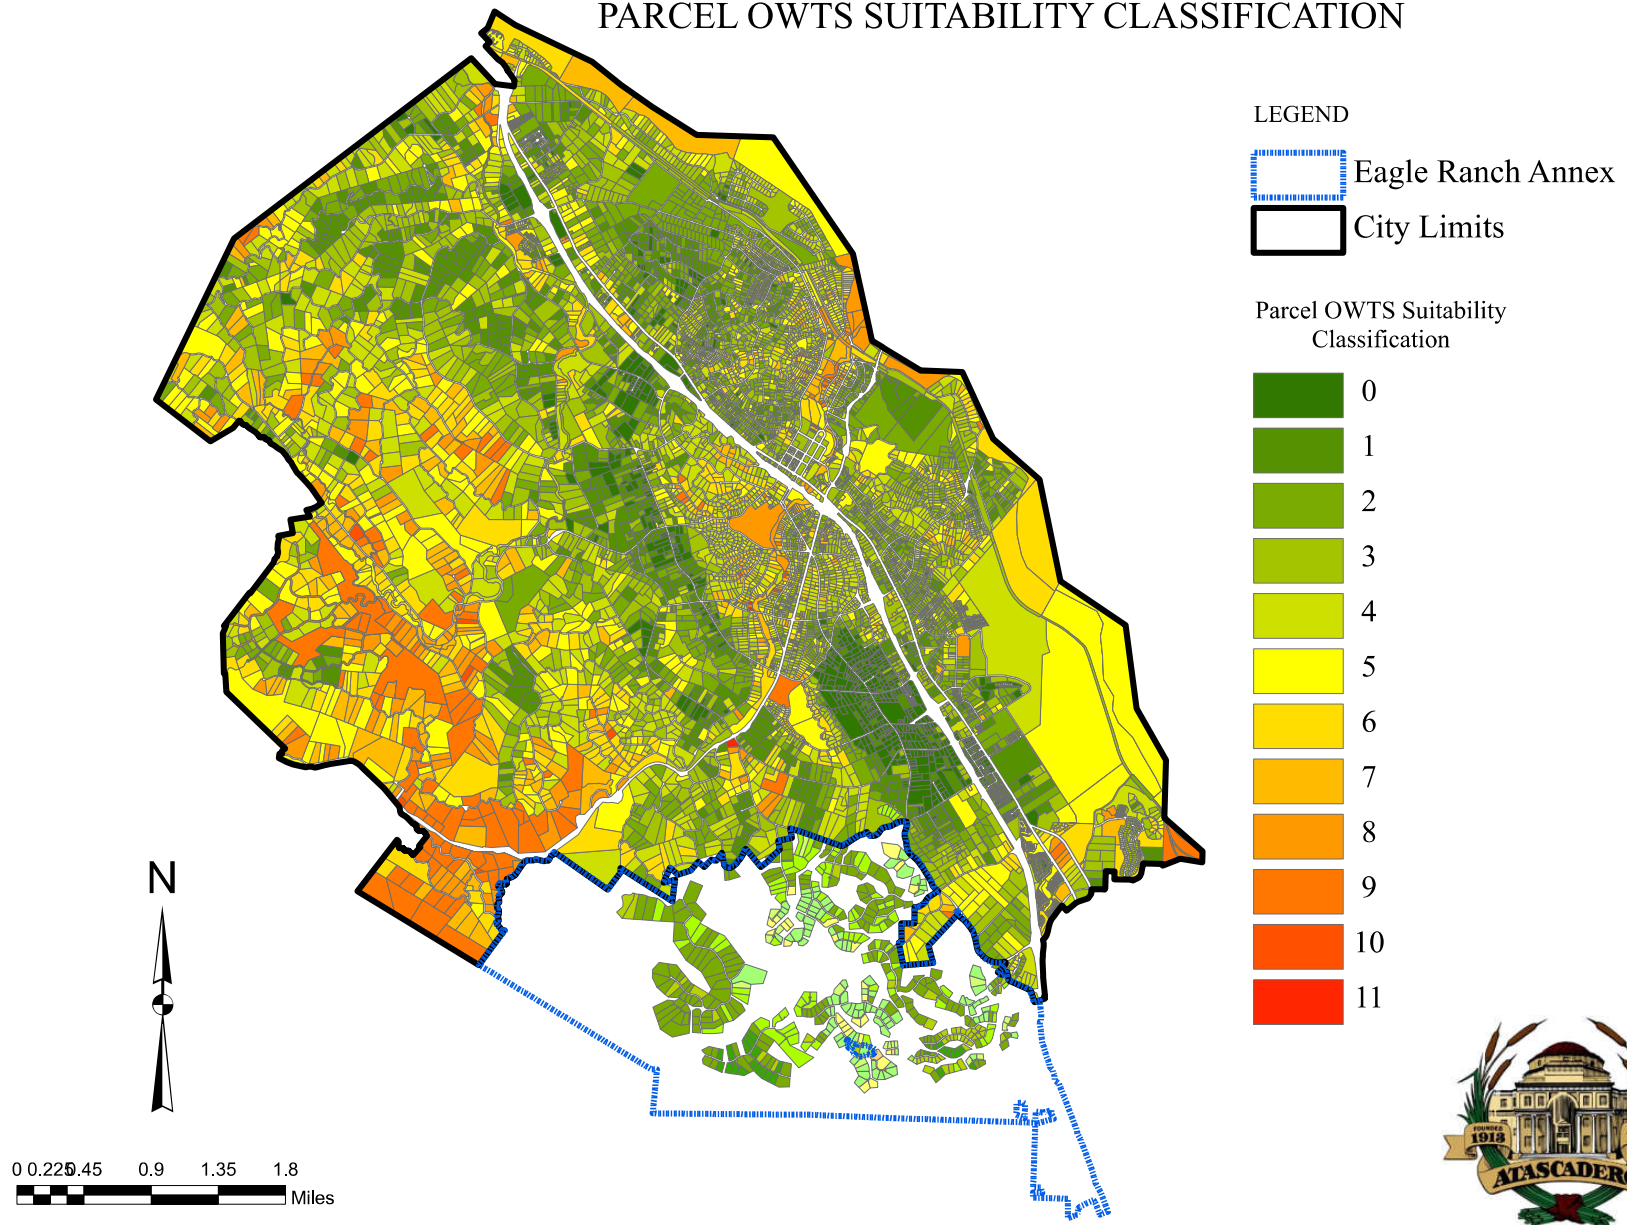 PARCEL OWTS SUITABILITY CLASSIFICATION
LEGEND
Eagle Ranch Annex
City Limits
Parcel OWTS Suitability
Classification
0
1
2
3
4
5
6
7
8
9
10
11
N
0 0.225 0.45 0.9 1.35 1.8
Miles
FOUNDED
1913
ATASCADERO